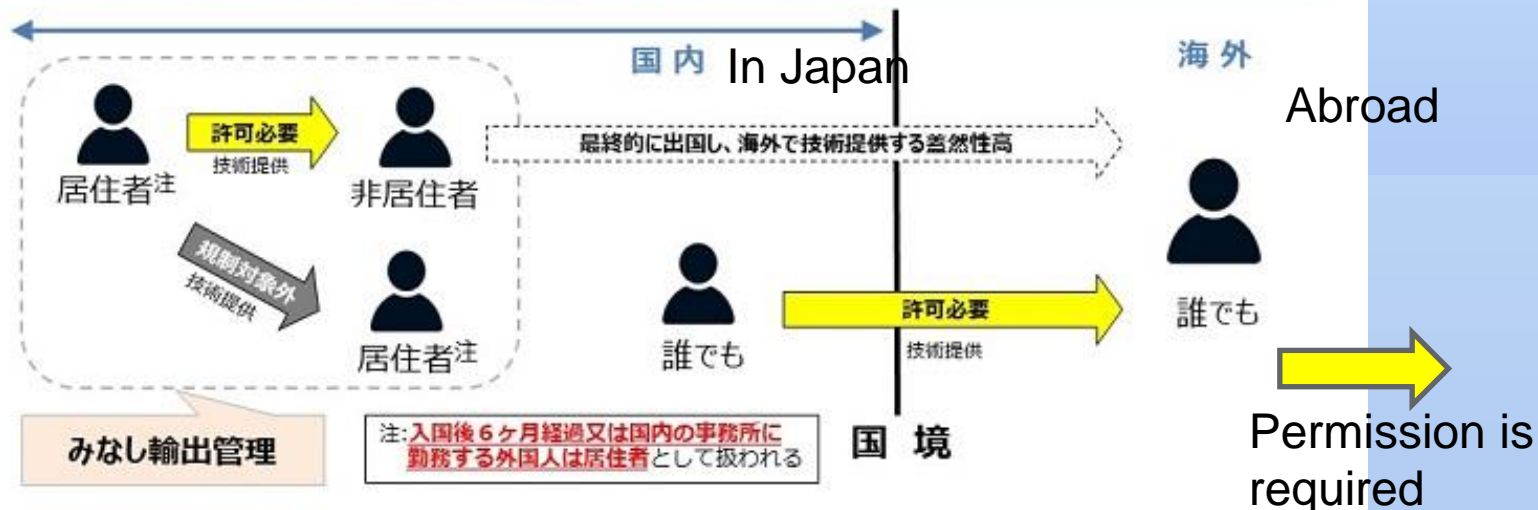 国内 In Japan
海外
Abroad
許可必要
技術提供
居住者注
非居住者
最終的に出国し、海外で技術提供する蓋然性高
規制対象外
技術提供
居住者注
誰でも
許可必要
技術提供
誰でも
みなし輸出管理
注:入国後6ヶ月経過又は国内の事務所に
勤務する外国人は居住者として扱われる
国境
Permission is
required